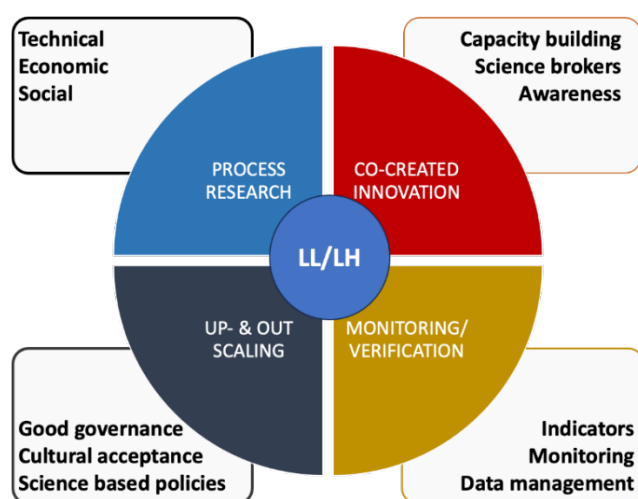 Technical
Economic
Social
Capacity building
Science brokers
Awareness
PROCESS
RESEARCH
CO-CREATED
INNOVATION
LL/LH
UP- & OUT
SCALING
MONITORING/
VERIFICATION
Good governance
Cultural acceptance
Science based policies
Indicators
Monitoring
Data management